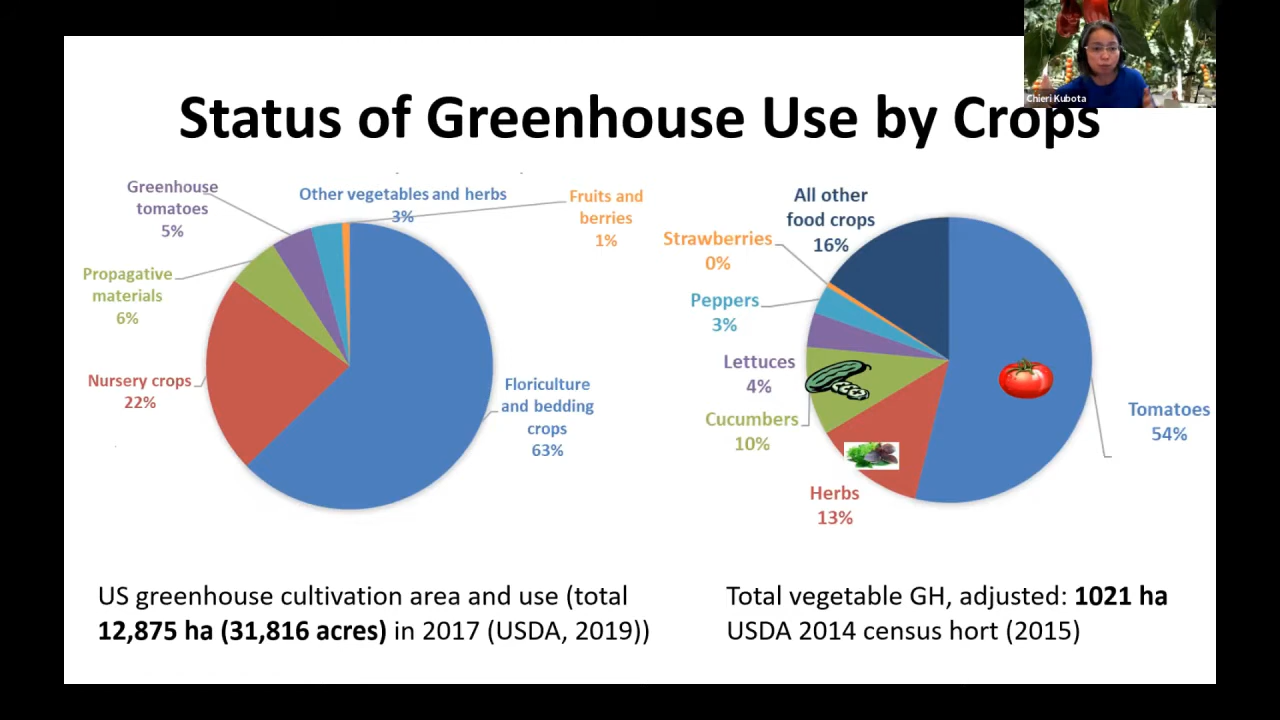 Chieri Kubota
Status of Greenhouse Use by Crops
Greenhouse
tomatoes
5%
Other vegetables and herbs
3%
Fruits and
berries
1%
Propagative
materials
6%
Nursery crops
22%
Floriculture
and bedding
crops
63%
All other
food crops
16%
Strawberries
0%
Peppers
3%
Lettuces
4%
Cucumbers
10%
Herbs
13%
Tomatoes
54%
US greenhouse cultivation area and use (total
12,875 ha (31,816 acres) in 2017 (USDA, 2019))
Total vegetable GH, adjusted: 1021 ha
USDA 2014 census hort (2015)